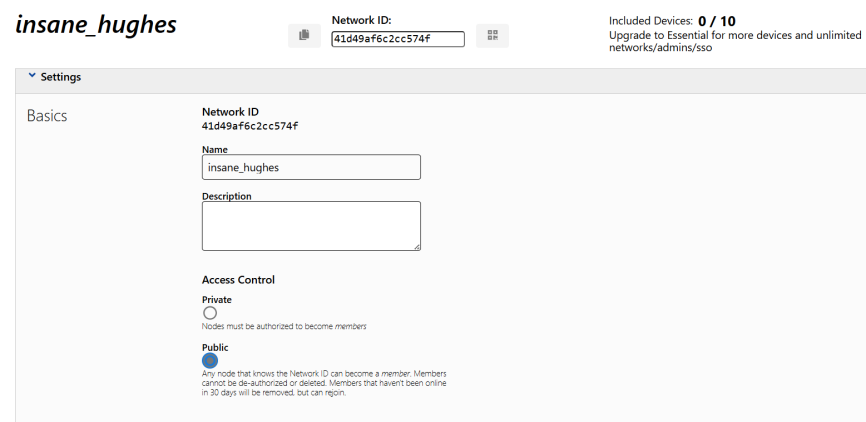 insane_hughes
Network ID:
41d49af6c2cc574f
Included Devices: 0 / 10
Upgrade to Essential for more devices and unlimited
networks/admins/sso
Settings
Basics
Network ID
41d49af6c2cc574f
Name
insane_hughes
Description
Access Control
Private
Nodes must be authorized to become members
Public
Any node that knows the Network ID can become a member. Members
cannot be de-authorized or deleted. Members that haven't been online
in 30 days will be removed, but can rejoin.